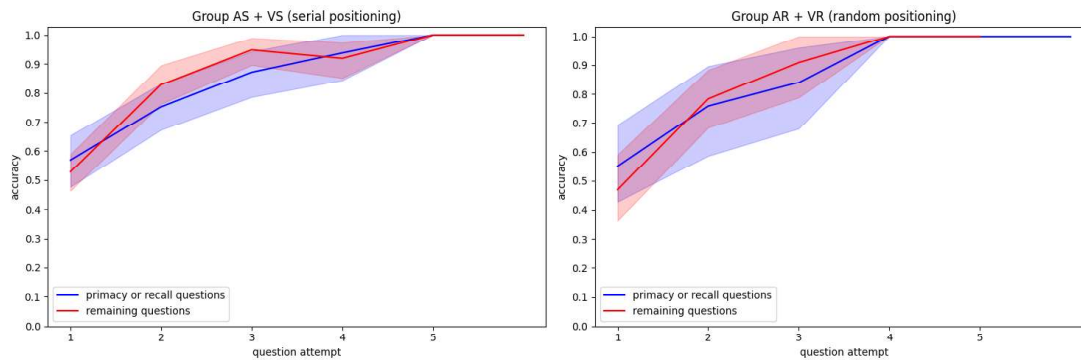 Group AS + VS (serial positioning)
1.0
0.9
0.8
0.7
0.6
0.5
0.4
0.3
0.2
0.1
0.0
accuracy
primacy or recall questions
remaining questions
1 2 3 4 5
question attempt
Group AR + VR (random positioning)
1.0
0.9
0.8
0.7
0.6
0.5
0.4
0.3
0.2
0.1
0.0
accuracy
primacy or recall questions
remaining questions
1 2 3 4 5
question attempt